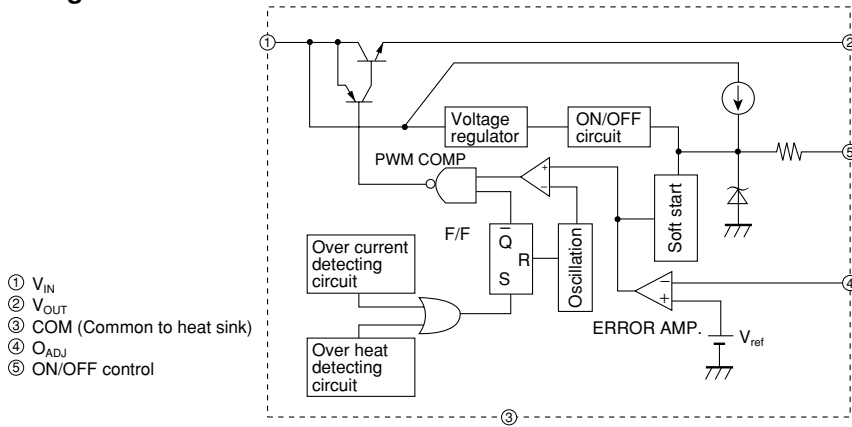 ①
②
Voltage
regulator
ON/OFF
circuit
PWM COMP
⑤
+
−
Soft start
F/F
Q̅
R
S
Oscillation
Over current
detecting
circuit
−
+
④
ERROR AMP.
Vref
Over heat
detecting
circuit
③
① VIN
② VOUT
③ COM (Common to heat sink)
④ OADJ
⑤ ON/OFF control